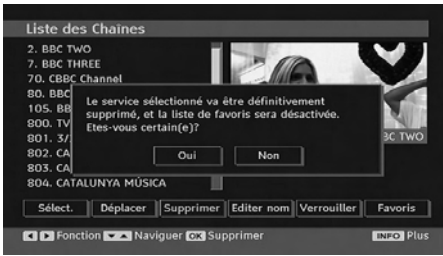 Liste des Chaînes
2. BBC TWO
7. BBC THREE
70. CBBC Channel
80. BBC
105. BB
800. TV
801. 3/
802. CA
803. CA
804. CATALUNYA MÚSICA
BC TWO
Le service sélectionné va être définitivement
supprimé, et la liste de favoris sera désactivée.
Etes-vous certain(e)?
Oui Non
Sélect. Déplacer Supprimer Editer nom Verrouiller Favoris
Fonction Naviguer OK Supprimer INFO Plus